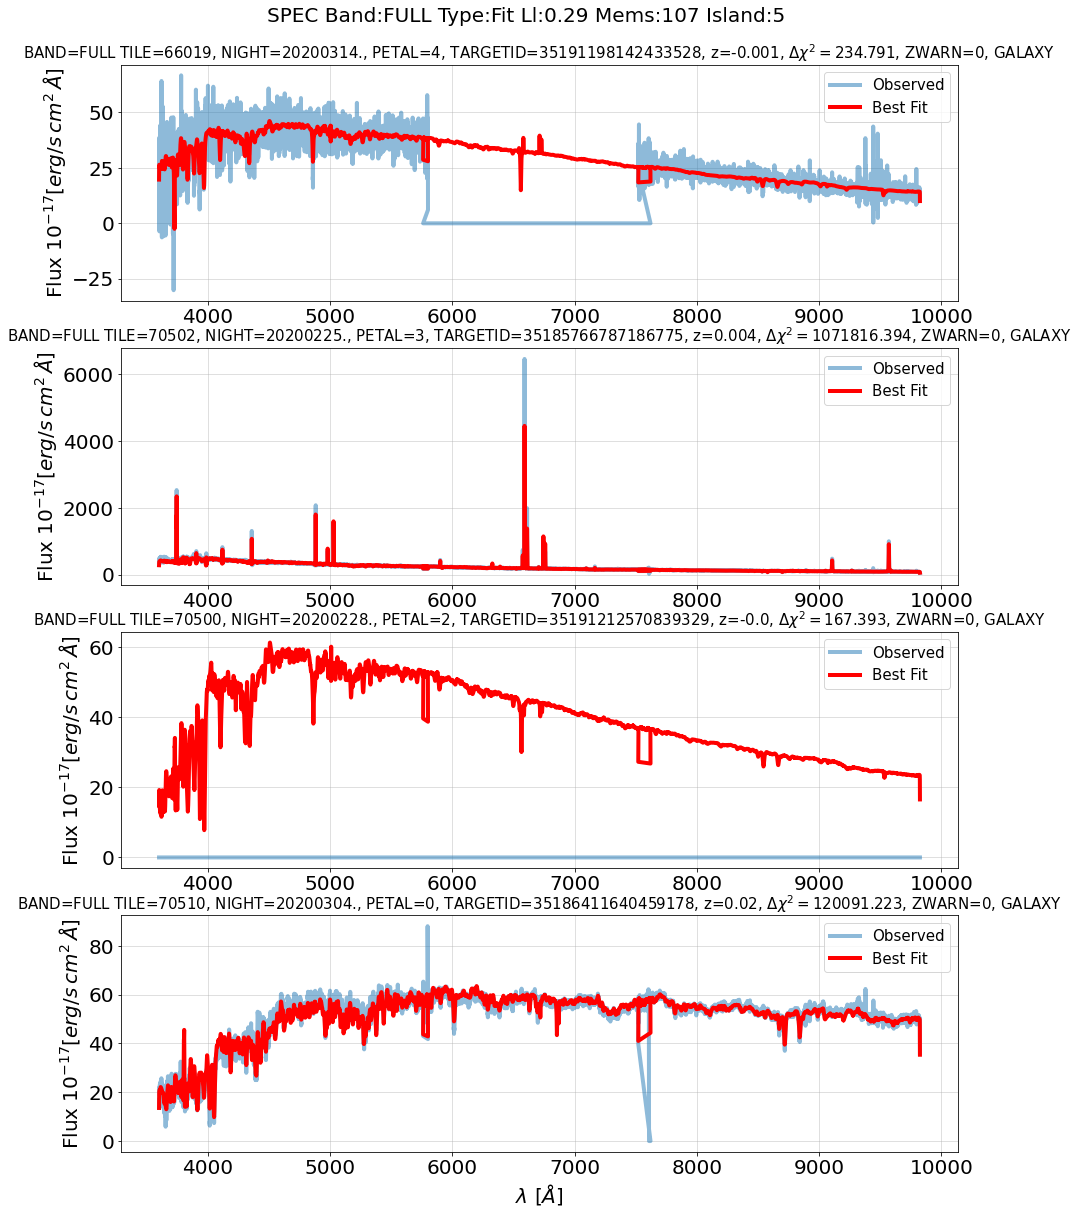 SPEC Band:FULL Type:Fit Ll:0.29 Mems:107 Island:5
BAND=FULL TILE=66019, NIGHT=20200314., PETAL=4, TARGETID=35191198142433528, z=-0.001, Δχ² = 234.791, ZWARN=0, GALAXY
Flux 10⁻¹⁷[erg/s cm² Å]
50
25
0
−25
Observed
Best Fit
4000 5000 6000 7000 8000 9000 10000
BAND=FULL TILE=70502, NIGHT=20200225., PETAL=3, TARGETID=35185766787186775, z=0.004, Δχ² = 1071816.394, ZWARN=0, GALAXY
Flux 10⁻¹⁷[erg/s cm² Å]
6000
4000
2000
0
Observed
Best Fit
4000 5000 6000 7000 8000 9000 10000
BAND=FULL TILE=70500, NIGHT=20200228., PETAL=2, TARGETID=35191212570839329, z=-0.0, Δχ² = 167.393, ZWARN=0, GALAXY
Flux 10⁻¹⁷[erg/s cm² Å]
60
40
20
0
Observed
Best Fit
4000 5000 6000 7000 8000 9000 10000
BAND=FULL TILE=70510, NIGHT=20200304., PETAL=0, TARGETID=35186411640459178, z=0.02, Δχ² = 120091.223, ZWARN=0, GALAXY
Flux 10⁻¹⁷[erg/s cm² Å]
80
60
40
20
0
Observed
Best Fit
4000 5000 6000 7000 8000 9000 10000
λ [Å]